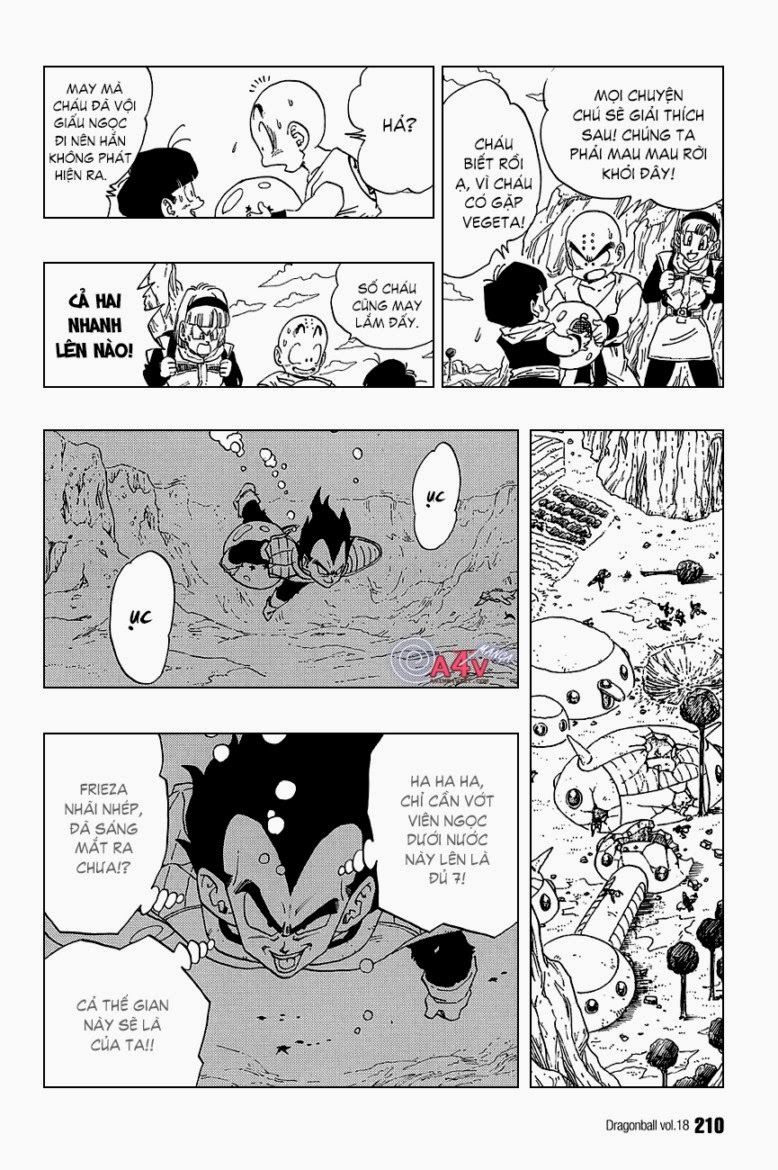 MỌI CHUYỆN
CHÚ SẼ GIẢI THÍCH
SAU! CHÚNG TA
PHẢI MAU MAU RỜI
KHỎI ĐÂY!
CHÁU
BIẾT RỒI
Ạ, VÌ CHÁU
CÓ GẶP
VEGETA!
HẢ?
MAY MÀ
CHÁU ĐÃ VỘI
GIẤU NGỌC
ĐI NÊN HẮN
KHÔNG PHÁT
HIỆN RA.
SỐ CHÁU
CŨNG MAY
LẮM ĐẤY.
CẢ HAI
NHANH
LÊN NÀO!
ỤC
ỤC
A4V
MANGA
HA HA HA,
CHỈ CẦN VỚT
VIÊN NGỌC
DƯỚI NƯỚC
NÀY LÊN LÀ
ĐỦ 7!
FRIEZA
NHÃI NHÉP,
ĐÃ SÁNG
MẮT RA
CHƯA!?
CẢ THẾ GIAN
NÀY SẼ LÀ
CỦA TA!!
Dragonball vol.18 210